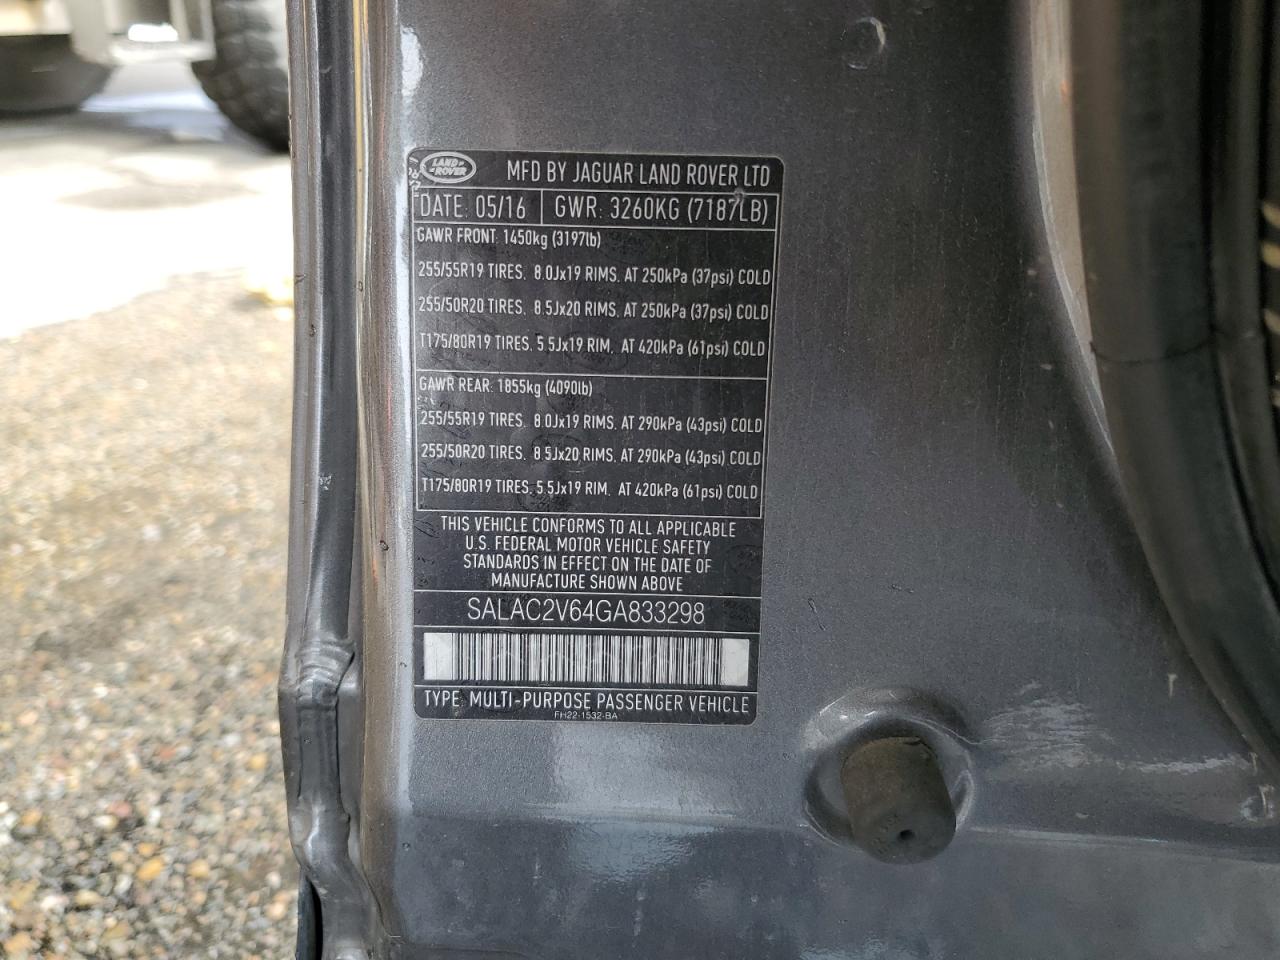 LAND ROVER
MFD BY JAGUAR LAND ROVER LTD
DATE: 05/16 GWR: 3260KG (7187LB)
GAWR FRONT: 1450kg (3197lb)
255/55R19 TIRES. 8.0Jx19 RIMS. AT 250kPa (37psi) COLD
255/50R20 TIRES. 8.5Jx20 RIMS. AT 250kPa (37psi) COLD
T175/80R19 TIRES. 5.5Jx19 RIM. AT 420kPa (61psi) COLD
GAWR REAR: 1855kg (4090lb)
255/55R19 TIRES. 8.0Jx19 RIMS. AT 290kPa (43psi) COLD
255/50R20 TIRES. 8.5Jx20 RIMS. AT 290kPa (43psi) COLD
T175/80R19 TIRES. 5.5Jx19 RIM. AT 420kPa (61psi) COLD
THIS VEHICLE CONFORMS TO ALL APPLICABLE
U.S. FEDERAL MOTOR VEHICLE SAFETY
STANDARDS IN EFFECT ON THE DATE OF
MANUFACTURE SHOWN ABOVE
SALAC2V64GA833298
TYPE: MULTI-PURPOSE PASSENGER VEHICLE
FH22-1532-BA